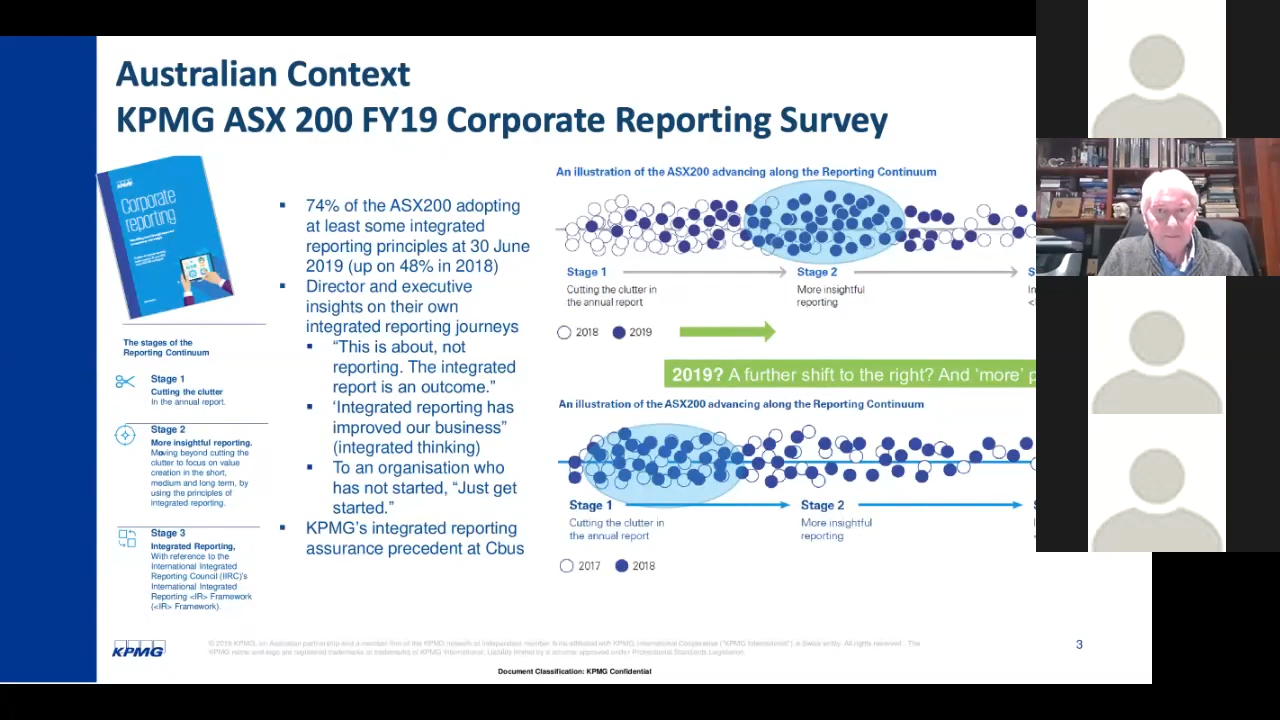 Australian Context
KPMG ASX 200 FY19 Corporate Reporting Survey
KPMG
Corporate
reporting
The stages of the
Reporting Continuum
Stage 1
Cutting the clutter
In the annual report.
Stage 2
More insightful reporting.
Moving beyond cutting the
clutter to focus on value
creation in the short,
medium and long term, by
using the principles of
integrated reporting.
Stage 3
Integrated Reporting,
With reference to the
International Integrated
Reporting Council (IIRC)'s
International Integrated
Reporting <IR> Framework
(<IR> Framework).
▪ 74% of the ASX200 adopting
at least some integrated
reporting principles at 30 June
2019 (up on 48% in 2018)
▪ Director and executive
insights on their own
integrated reporting journeys
▪ “This is about, not
reporting. The integrated
report is an outcome.”
▪ ‘Integrated reporting has
improved our business”
(integrated thinking)
▪ To an organisation who
has not started, “Just get
started.”
▪ KPMG’s integrated reporting
assurance precedent at Cbus
An illustration of the ASX200 advancing along the Reporting Continuum
Stage 1 Stage 2 S
Cutting the clutter in More insightful In
the annual report reporting <I
2018 2019
2019? A further shift to the right? And ‘more’ p
An illustration of the ASX200 advancing along the Reporting Continuum
Stage 1 Stage 2 S
Cutting the clutter in More insightful I
the annual report reporting
2017 2018
KPMG
© 2019 KPMG, an Australian partnership and a member firm of the KPMG network of independent member firms affiliated with KPMG International Cooperative ("KPMG International"), a Swiss entity. All rights reserved. The
KPMG name and logo are registered trademarks or trademarks of KPMG International. Liability limited by a scheme approved under Professional Standards Legislation.
3
Document Classification: KPMG Confidential